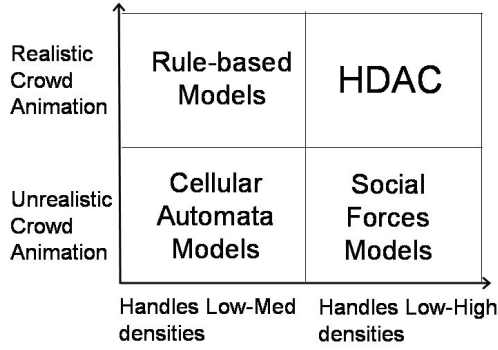 Realistic
Crowd
Animation
Rule-based
Models
HDAC
Unrealistic
Crowd
Animation
Cellular
Automata
Models
Social
Forces
Models
Handles Low-Med
densities
Handles Low-High
densities